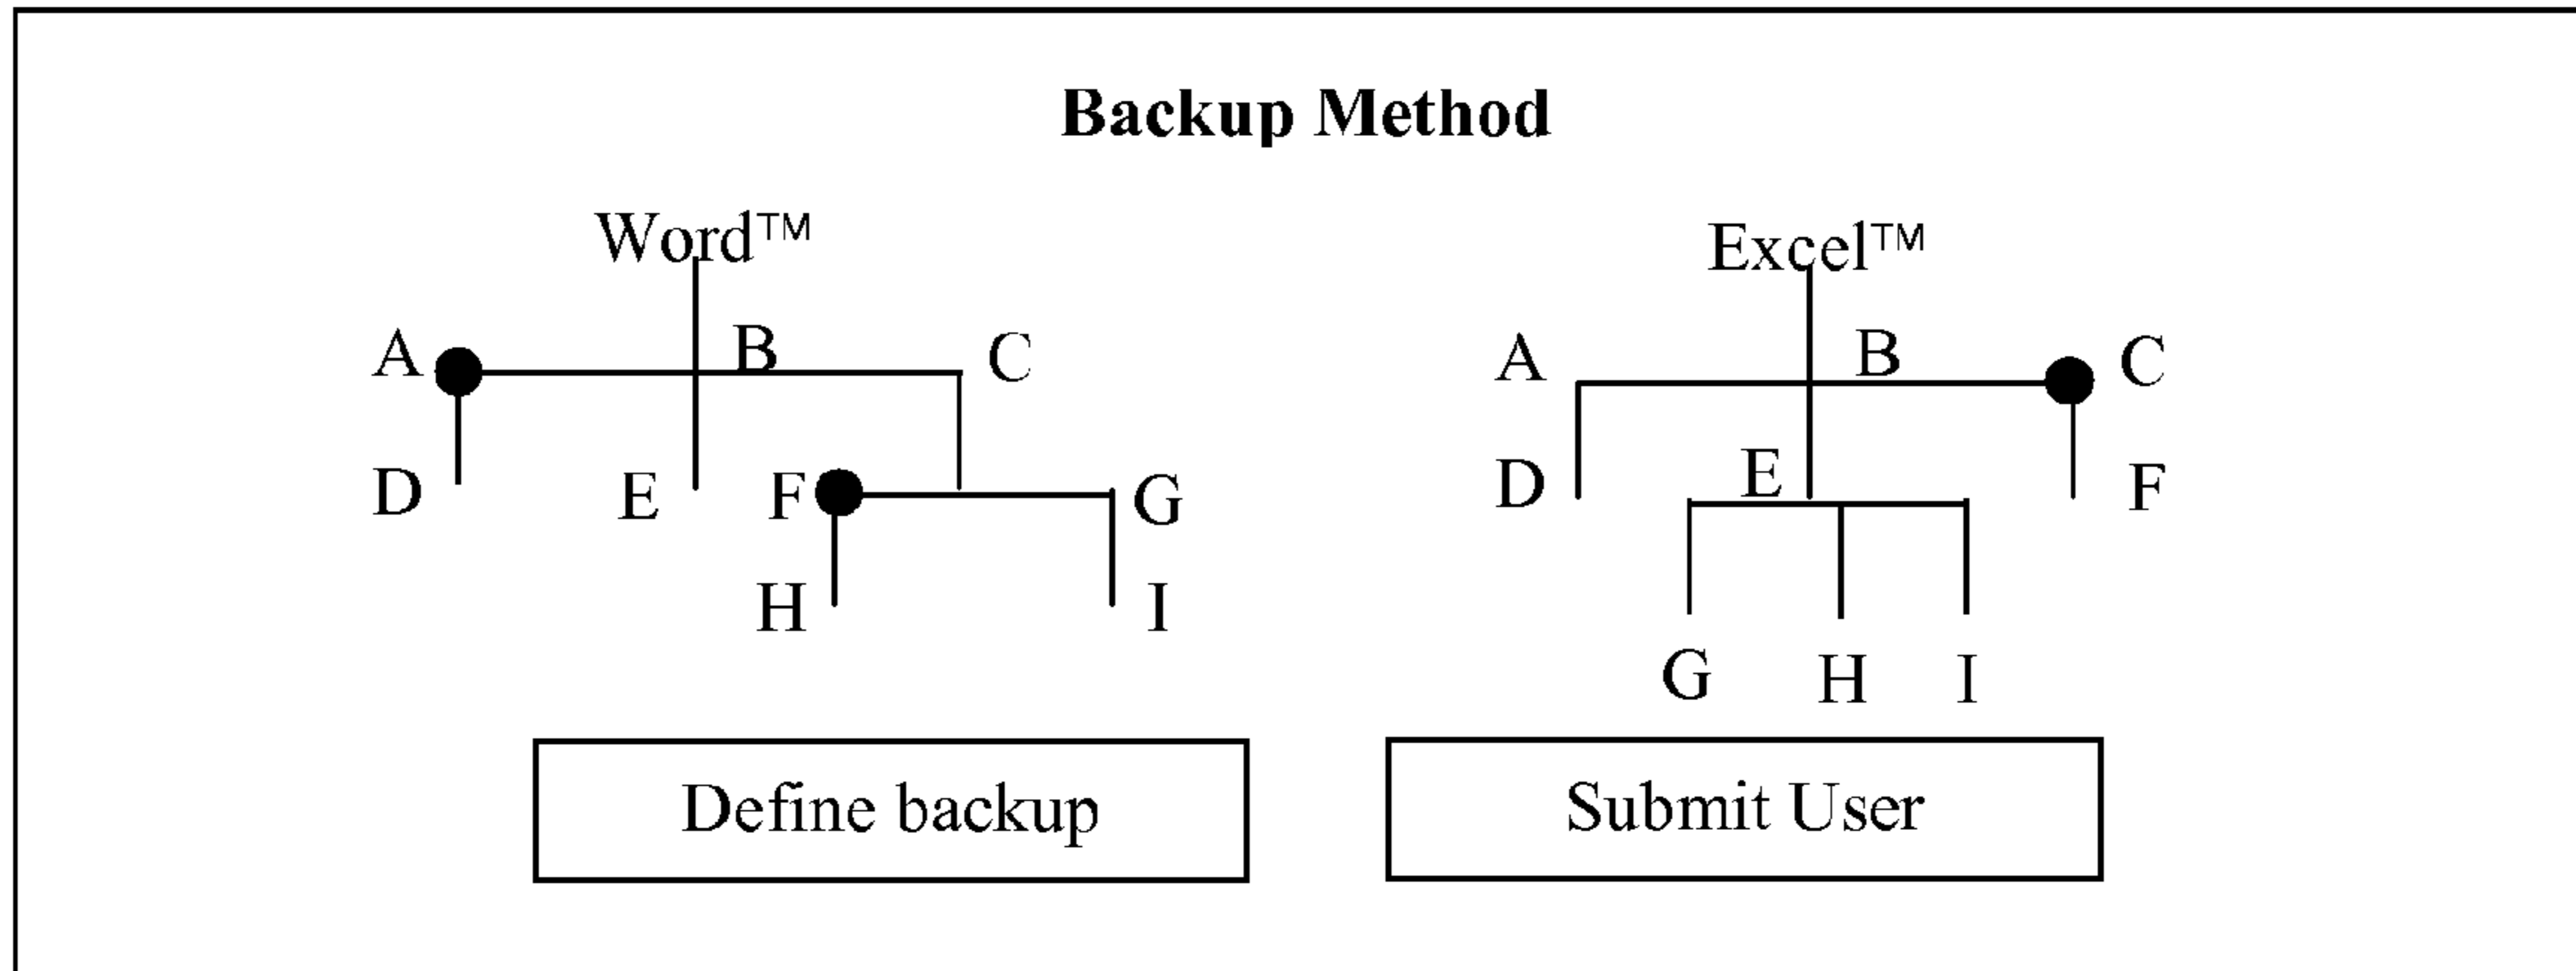 Backup Method
Word™
Excel™
A B C
A B C
D E F G
D E F
H I
G H I
Define backup
Submit User